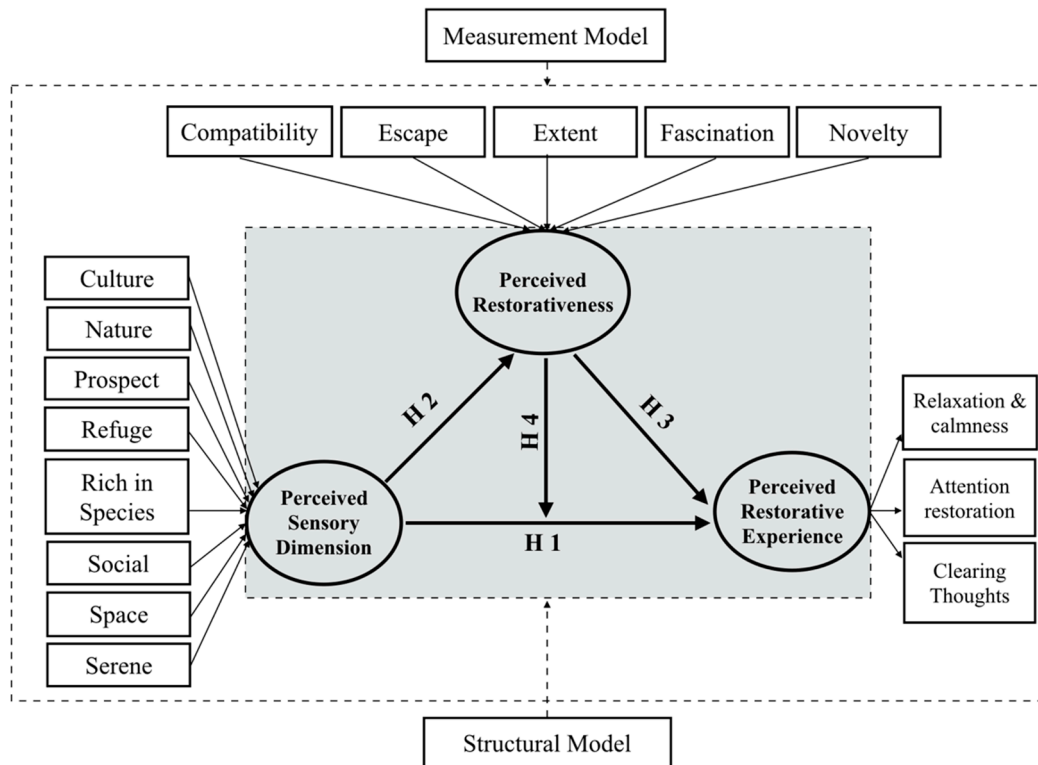 Measurement Model
Compatibility
Escape
Extent
Fascination
Novelty
Perceived
Restorativeness
Culture
Nature
Prospect
Refuge
Rich in
Species
Social
Space
Serene
H 2
H 4
H 3
Perceived
Sensory
Dimension
H 1
Perceived
Restorative
Experience
Relaxation &
calmness
Attention
restoration
Clearing
Thoughts
Structural Model